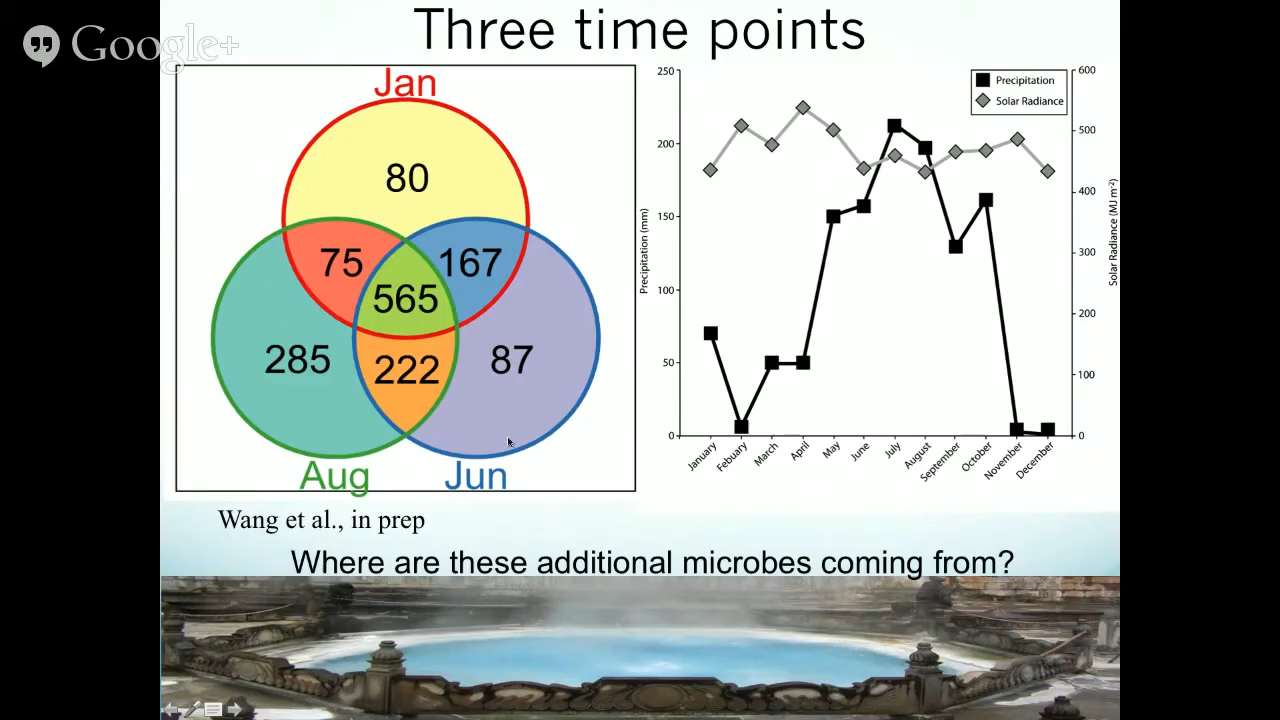 Three time points
Google+
Jan
80
75
167
565
285
222
87
Aug
Jun
250
200
150
100
50
0
Precipitation (mm)
Precipitation
Solar Radiance
600
500
400
300
200
100
0
Solar Radiance (MJ m⁻²)
January
Febuary
March
April
May
June
July
August
September
October
November
December
Wang et al., in prep
Where are these additional microbes coming from?